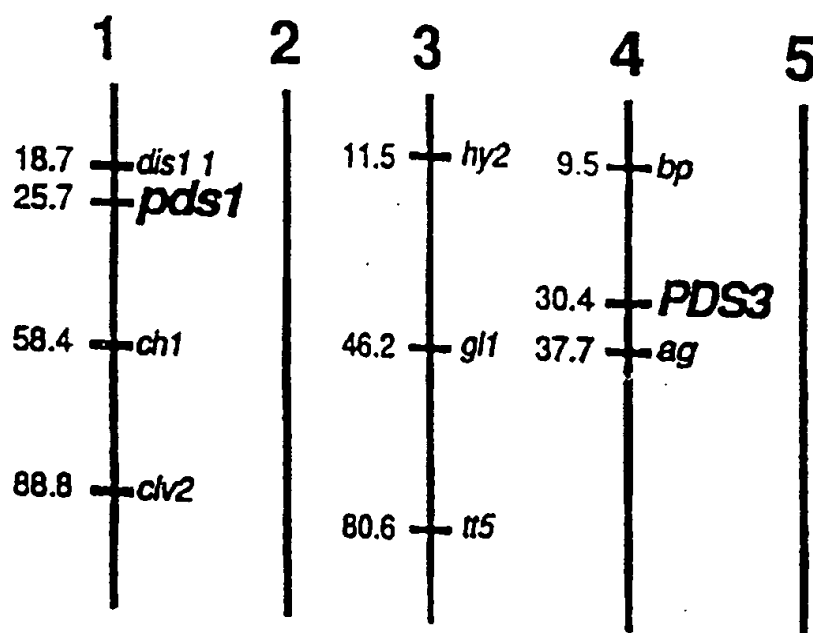 1 2 3 4 5
18.7 dis1 1
25.7 pds1
58.4 ch1
88.8 clv2
11.5 hy2
46.2 gl1
80.6 tt5
9.5 bp
30.4 PDS3
37.7 ag